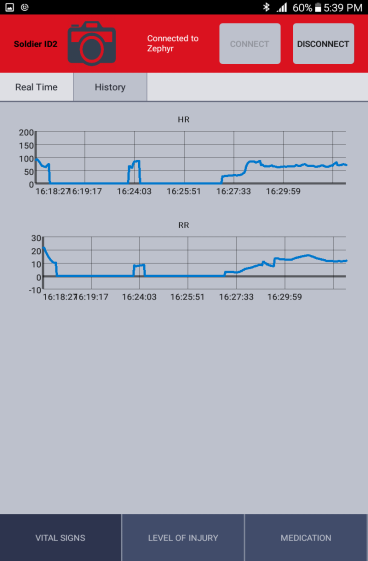 60% 5:39 PM
Soldier ID2
Connected to
Zephyr
CONNECT
DISCONNECT
Real Time
History
HR
200
150
100
50
0
16:18:27 16:19:17 16:24:03 16:25:51 16:27:33 16:29:59
RR
30
20
10
0
-10
16:18:27 16:19:17 16:24:03 16:25:51 16:27:33 16:29:59
VITAL SIGNS
LEVEL OF INJURY
MEDICATION